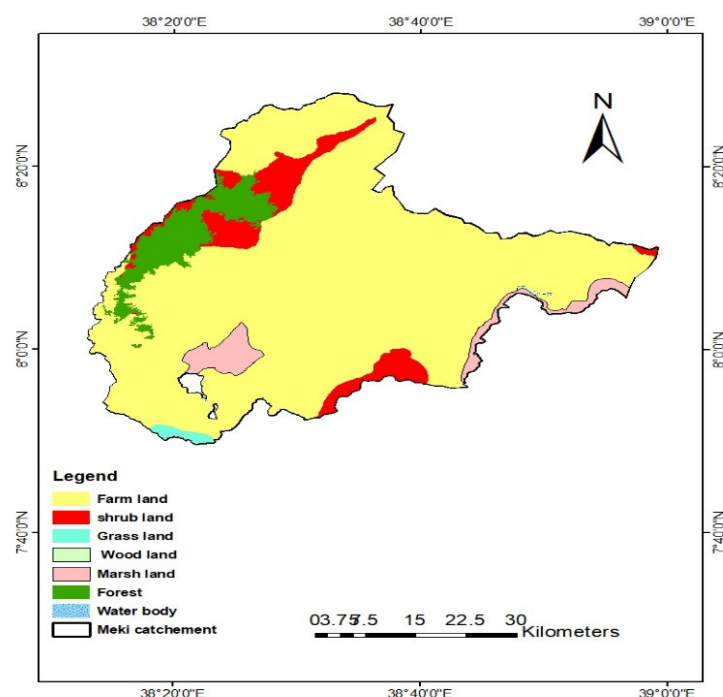 38°20'0"E 38°40'0"E 39°0'0"E
N
8°20'0"N 8°20'0"N
8°0'0"N 8°0'0"N
7°40'0"N 7°40'0"N
Legend
Farm land
shrub land
Grass land
Wood land
Marsh land
Forest
Water body
Meki catchement
03.757.5 15 22.5 30
Kilometers
38°20'0"E 38°40'0"E 39°0'0"E